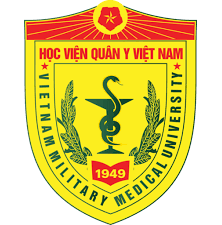 HỌC VIỆN QUÂN Y VIỆT NAM
VIETNAM MILITARY MEDICAL UNIVERSITY
1949